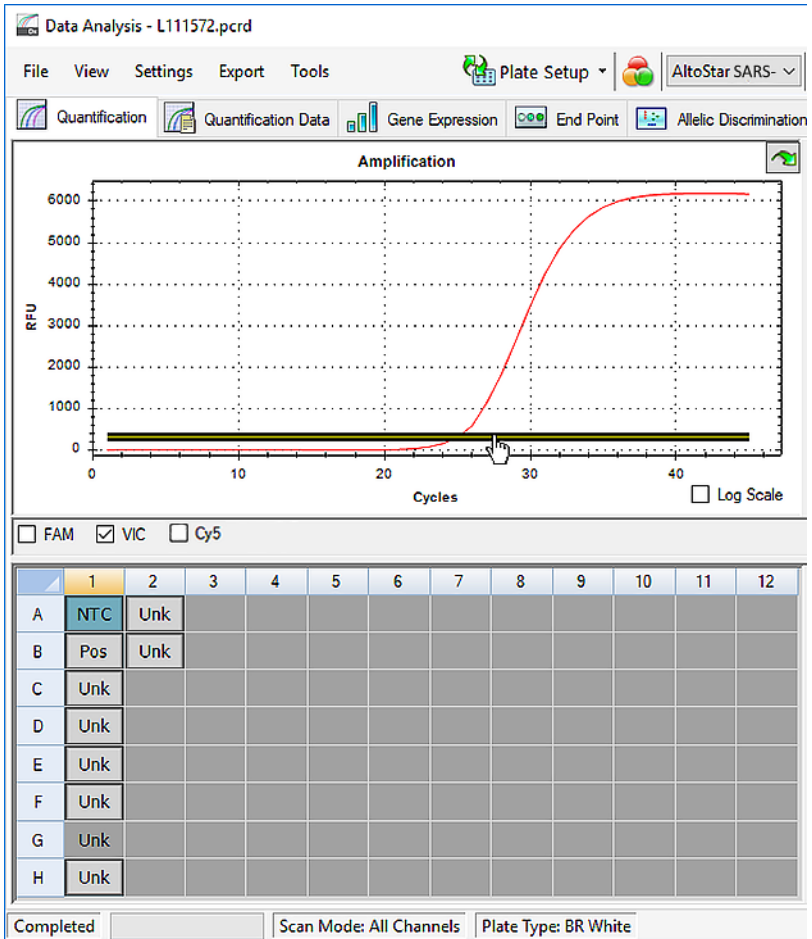 Data Analysis - L111572.pcrd
File View Settings Export Tools Plate Setup AltoStar SARS-
Quantification Quantification Data Gene Expression End Point Allelic Discrimination
Amplification
6000
5000
4000
3000
2000
1000
0
RFU
0 10 20 30 40
Cycles
Log Scale
FAM VIC Cy5
1 2 3 4 5 6 7 8 9 10 11 12
A NTC Unk
B Pos Unk
C Unk
D Unk
E Unk
F Unk
G Unk
H Unk
Completed Scan Mode: All Channels Plate Type: BR White